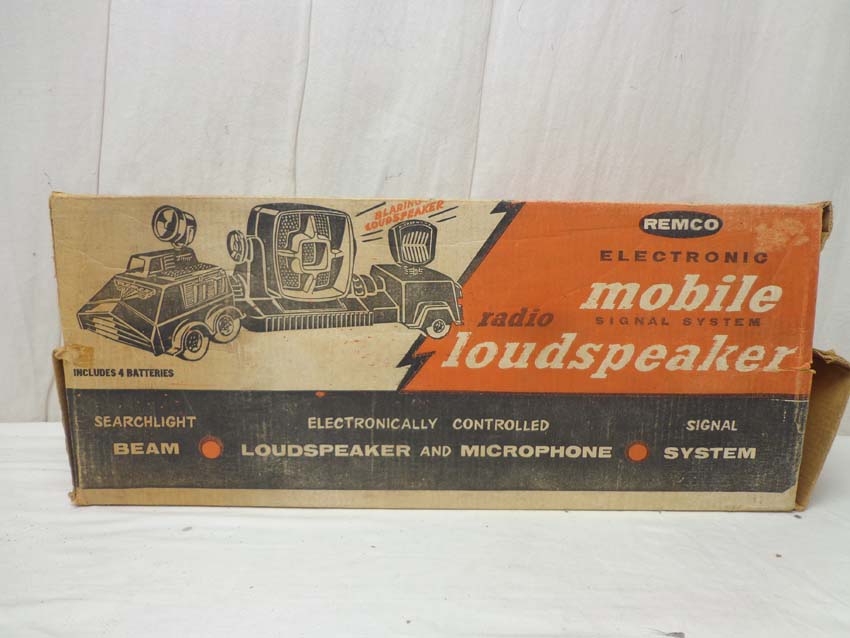 REMCO
ELECTRONIC
mobile
SIGNAL SYSTEM
radio
loudspeaker
BLARING
LOUDSPEAKER
INCLUDES 4 BATTERIES
SEARCHLIGHT
BEAM
ELECTRONICALLY CONTROLLED
LOUDSPEAKER AND MICROPHONE
SIGNAL
SYSTEM